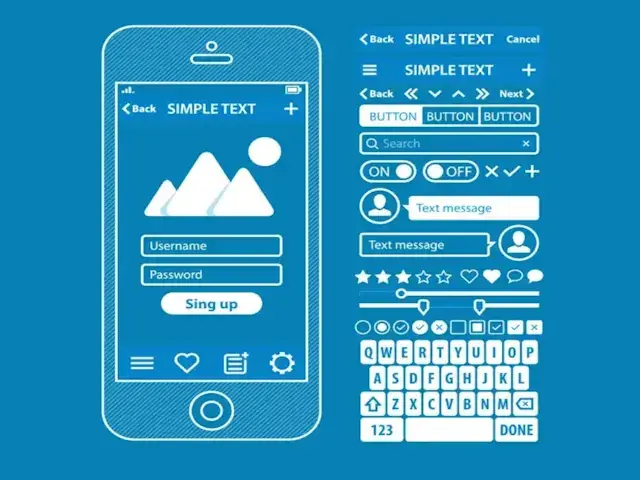 Back SIMPLE TEXT +
Username
Password
Sing up
Back SIMPLE TEXT Cancel
SIMPLE TEXT +
Back Next
BUTTON BUTTON BUTTON
Search
ON OFF
Text message
Text message
Q W E R T Y U I O P
A S D F G H J K L
Z X C V B N M
123 DONE